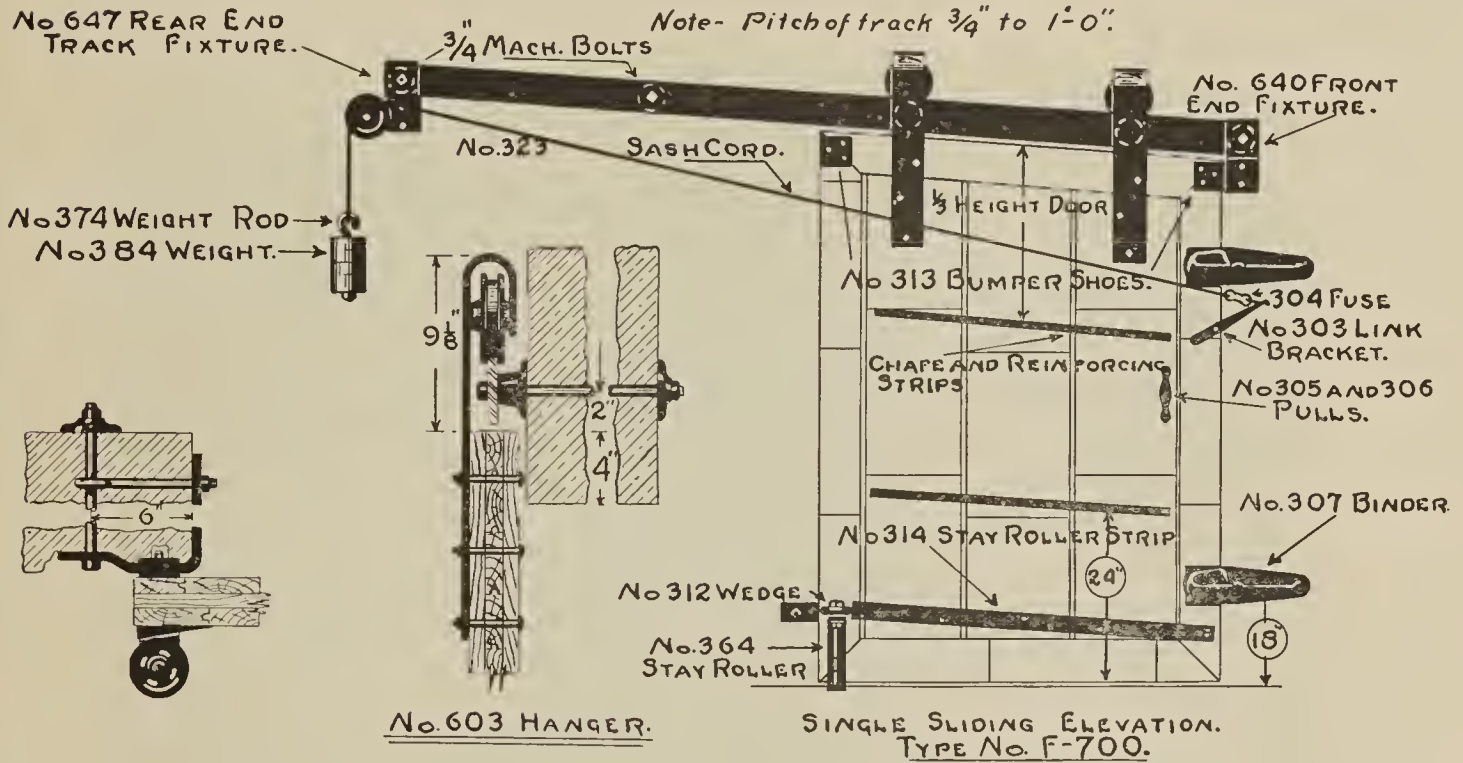 Note- Pitch of track 3/4" to 1'-0".
No 647 REAR END
TRACK FIXTURE.
3/4" MACH. BOLTS
No. 640 FRONT
END FIXTURE.
No.323
SASH CORD.
1/3 HEIGHT DOOR
No 374 WEIGHT ROD
No 384 WEIGHT.
No 313 BUMPER SHOES.
304 FUSE
No 303 LINK
BRACKET.
9 1/8"
CHAFE AND REINFORCING
STRIPS
No 305 AND 306
PULLS.
2"
4"
6"
No. 307 BINDER.
No 314 STAY ROLLER STRIP
24"
No 312 WEDGE
No. 364
STAY ROLLER
18"
No. 603 HANGER.
SINGLE SLIDING ELEVATION.
TYPE No. F-700.